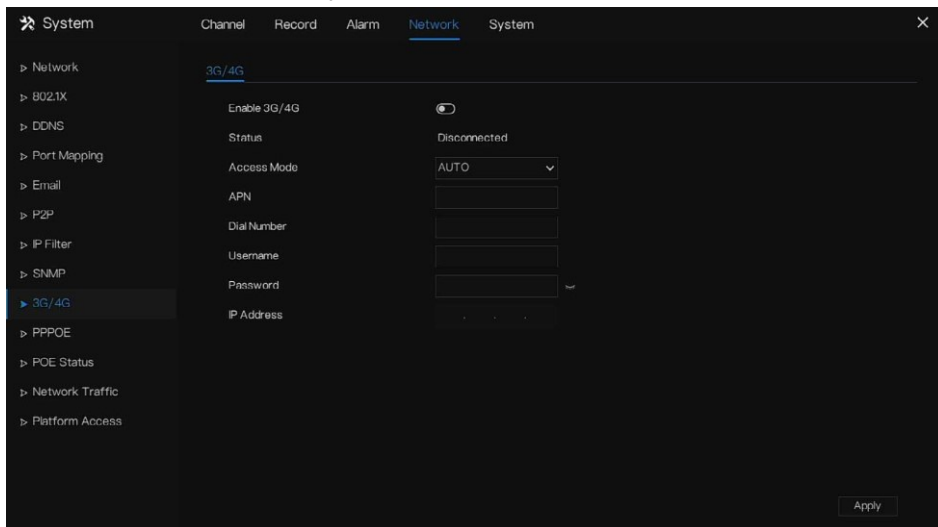 System
Channel Record Alarm Network System
Network
802.1X
DDNS
Port Mapping
Email
P2P
IP Filter
SNMP
3G/4G
PPPOE
POE Status
Network Traffic
Platform Access
3G/4G
Enable 3G/4G
Status Disconnected
Access Mode AUTO
APN
Dial Number
Username
Password
IP Address
Apply